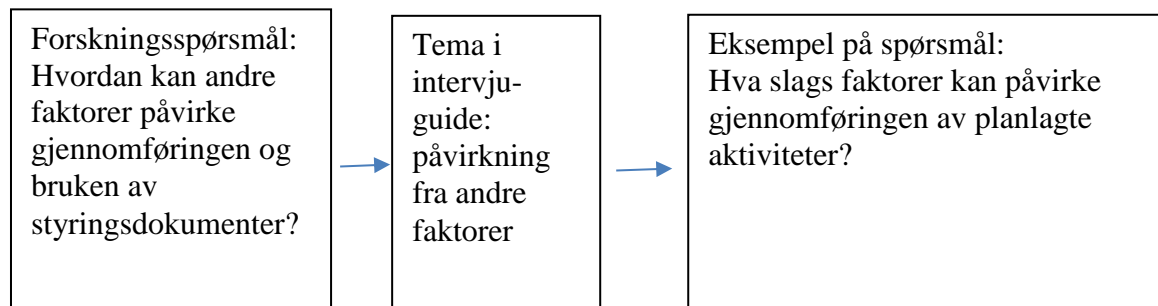 Forskningsspørsmål:
Hvordan kan andre
faktorer påvirke
gjennomføringen og
bruken av
styringsdokumenter?
Tema i
intervju-
guide:
påvirkning
fra andre
faktorer
Eksempel på spørsmål:
Hva slags faktorer kan påvirke
gjennomføringen av planlagte
aktiviteter?